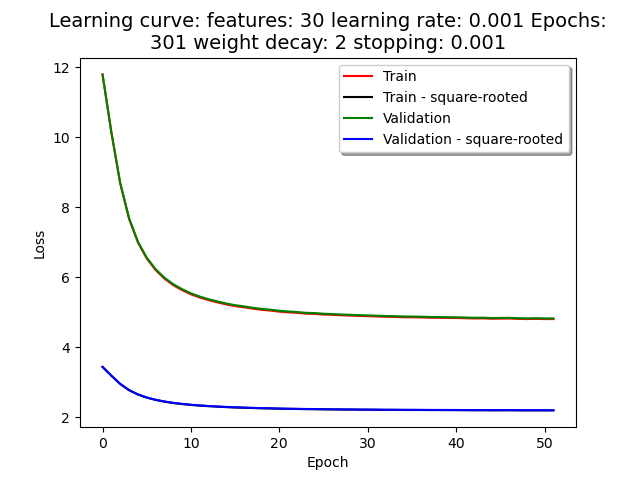 Learning curve: features: 30 learning rate: 0.001 Epochs:
301 weight decay: 2 stopping: 0.001
Train
Train - square-rooted
Validation
Validation - square-rooted
Loss
12
10
8
6
4
2
0 10 20 30 40 50
Epoch